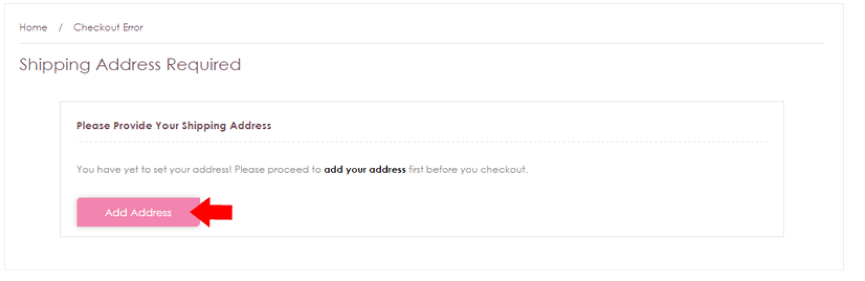 Home / Checkout Error
Shipping Address Required
Please Provide Your Shipping Address
You have yet to set your address! Please proceed to add your address first before you checkout.
Add Address